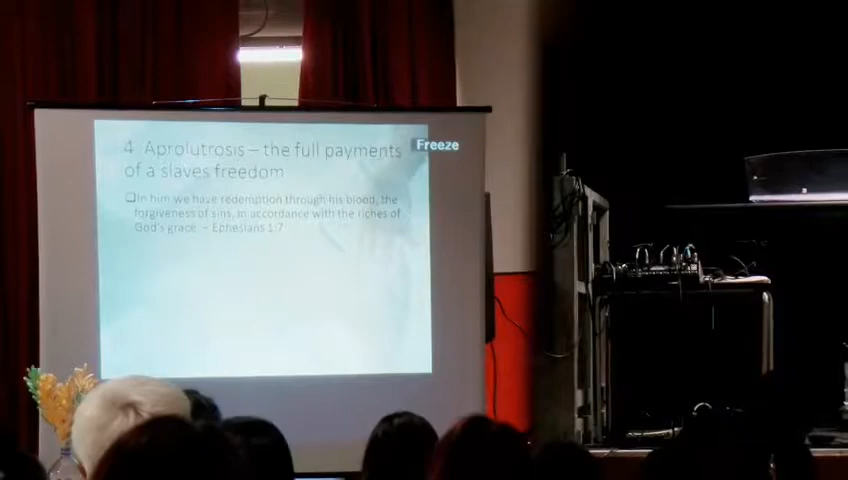 4 Aprolutrosis – the full payments
of a slaves freedom
Freeze
In him we have redemption through his blood, the
forgiveness of sins, in accordance with the riches of
God's grace – Ephesians 1:7